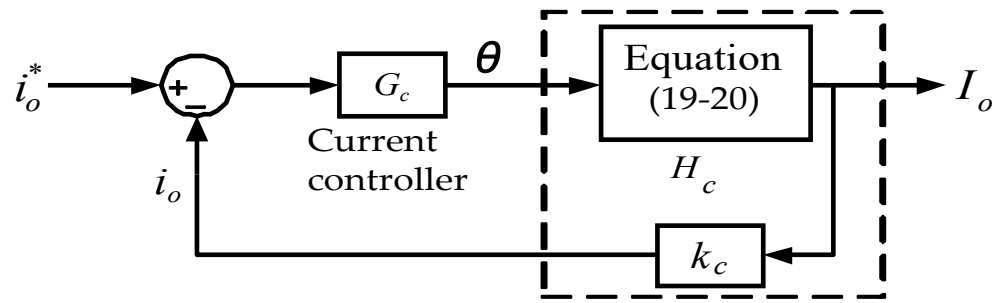 i_o^*
+
−
G_c
Current
controller
θ
Equation
(19-20)
H_c
I_o
i_o
k_c